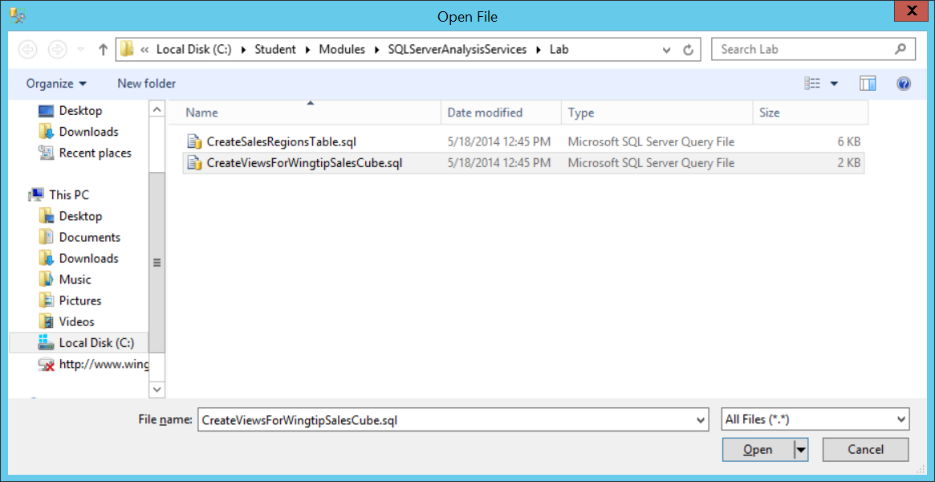 Open File
« Local Disk (C:) ▸ Student ▸ Modules ▸ SQLServerAnalysisServices ▸ Lab
Search Lab
Organize
New folder
Desktop
Downloads
Recent places
This PC
Desktop
Documents
Downloads
Music
Pictures
Videos
Local Disk (C:)
http://www.wing
Name Date modified Type Size
CreateSalesRegionsTable.sql 5/18/2014 12:45 PM Microsoft SQL Server Query File 6 KB
CreateViewsForWingtipSalesCube.sql 5/18/2014 12:45 PM Microsoft SQL Server Query File 2 KB
File name: CreateViewsForWingtipSalesCube.sql
All Files (*.*)
Open Cancel